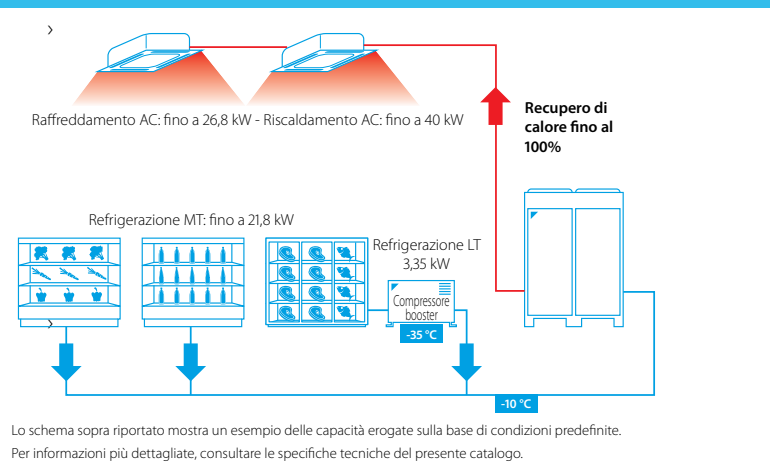 Raffreddamento AC: fino a 26,8 kW - Riscaldamento AC: fino a 40 kW
Recupero di
calore fino al
100%
Refrigerazione MT: fino a 21,8 kW
Refrigerazione LT
3,35 kW
Compressore
booster
-35 °C
-10 °C
Lo schema sopra riportato mostra un esempio delle capacità erogate sulla base di condizioni predefinite.
Per informazioni più dettagliate, consultare le specifiche tecniche del presente catalogo.